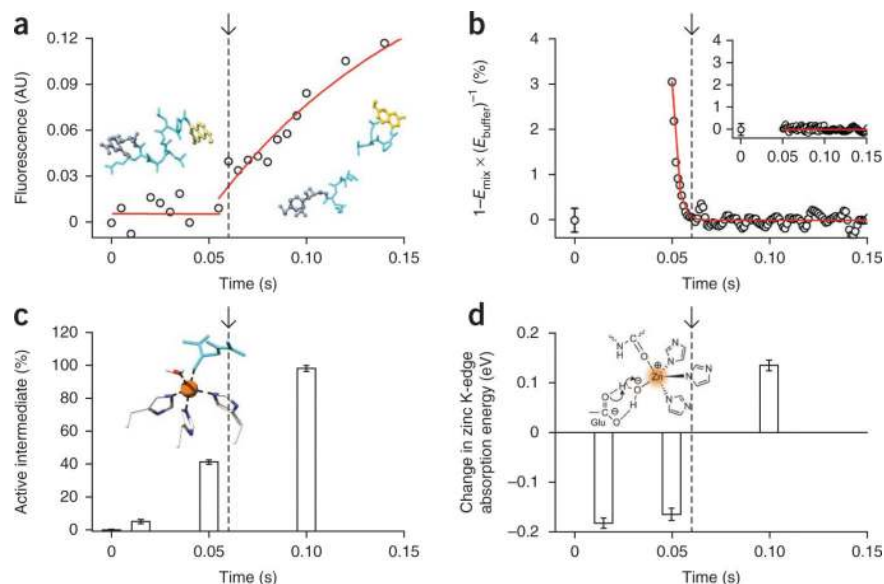 a
0.12
0.09
0.06
0.03
0
Fluorescence (AU)
0 0.05 0.10 0.15
Time (s)
b
4
3
2
1
0
1–E_mix × (E_buffer)⁻¹ (%)
4
3
2
1
0
0 0.05 0.10 0.15
0 0.05 0.10 0.15
Time (s)
c
120
100
80
60
40
20
0
Active intermediate (%)
0 0.05 0.10 0.15
Time (s)
d
0.2
0.1
0
–0.1
–0.2
Change in zinc K-edge
absorption energy (eV)
N
H
O
N
N
⊕
Zn
N
N
N
N
O
H
⊖
O
H
⊖
O
Glu
0 0.05 0.10 0.15
Time (s)